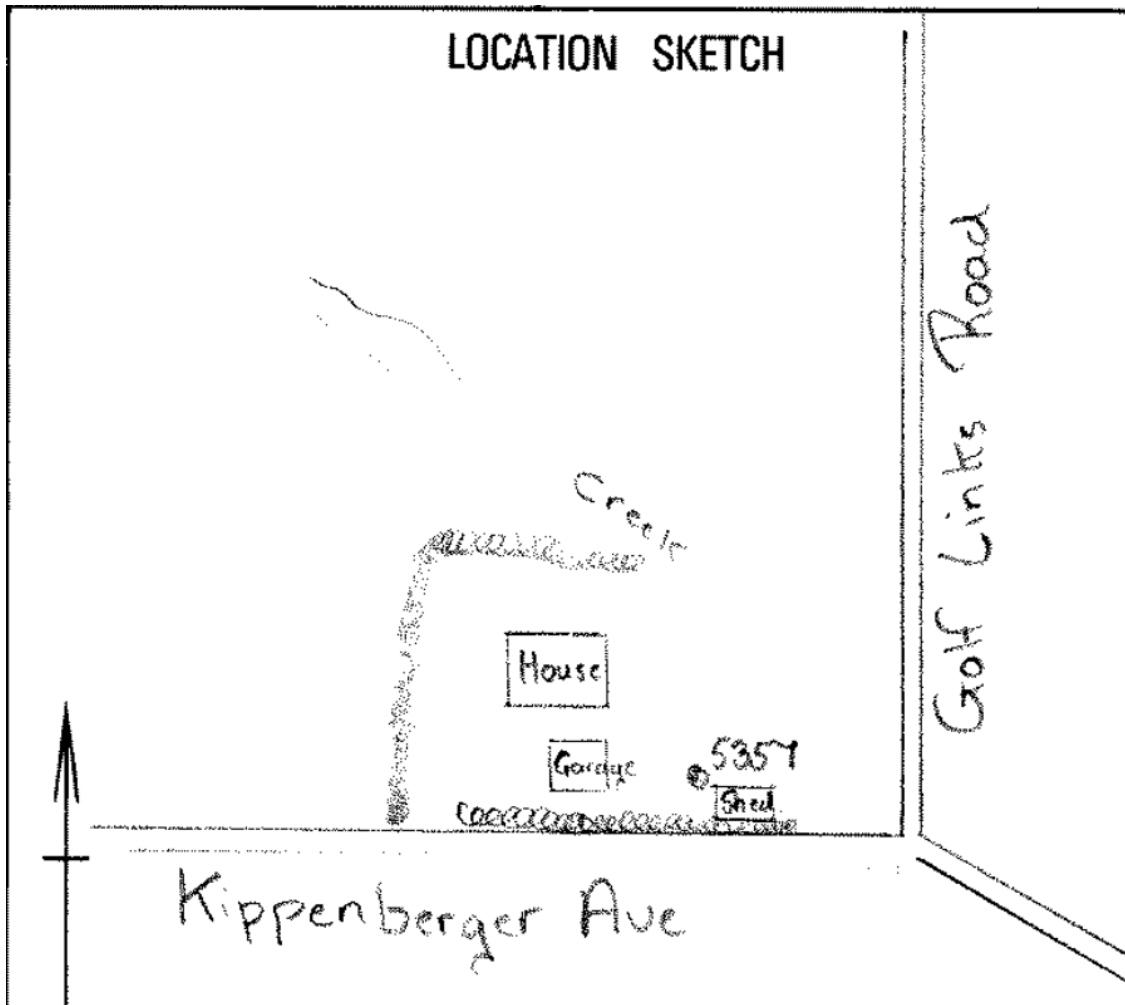 LOCATION SKETCH
Golf Links Road
Creek
House
Garage
5357
Shed
Kippenberger Ave